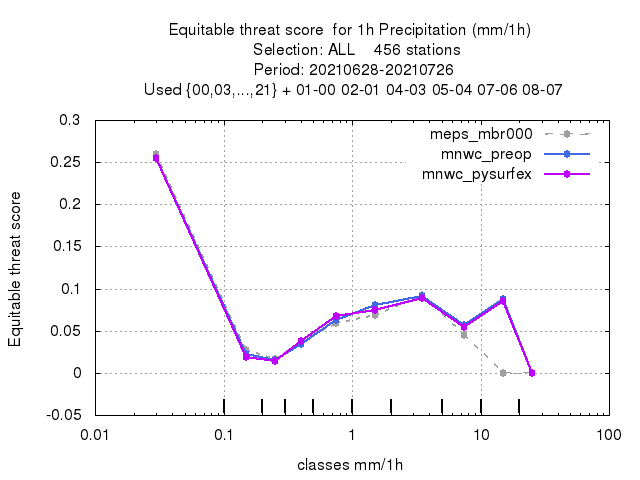 Equitable threat score  for 1h Precipitation (mm/1h)
Selection: ALL    456 stations
Period: 20210628-20210726
Used {00,03,...,21} + 01-00 02-01 04-03 05-04 07-06 08-07
meps_mbr000
mnwc_preop
mnwc_pysurfex
Equitable threat score
0.3
0.25
0.2
0.15
0.1
0.05
0
-0.05
0.01 0.1 1 10 100
classes mm/1h